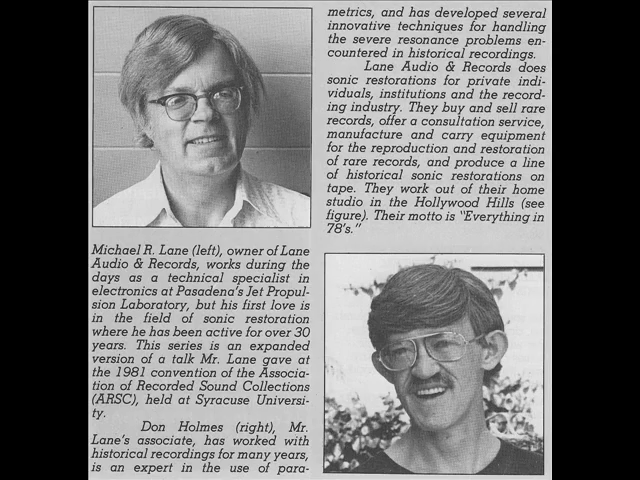 Michael R. Lane (left), owner of Lane
Audio & Records, works during the
days as a technical specialist in
electronics at Pasadena's Jet Propul-
sion Laboratory, but his first love is
in the field of sonic restoration
where he has been active for over 30
years. This series is an expanded
version of a talk Mr. Lane gave at
the 1981 convention of the Associa-
tion of Recorded Sound Collections
(ARSC), held at Syracuse Universi-
ty.
Don Holmes (right), Mr.
Lane's associate, has worked with
historical recordings for many years,
is an expert in the use of para-
metrics, and has developed several
innovative techniques for handling
the severe resonance problems en-
countered in historical recordings.
Lane Audio & Records does
sonic restorations for private indi-
viduals, institutions and the record-
ing industry. They buy and sell rare
records, offer a consultation service,
manufacture and carry equipment
for the reproduction and restoration
of rare records, and produce a line
of historical sonic restorations on
tape. They work out of their home
studio in the Hollywood Hills (see
figure). Their motto is "Everything in
78's."